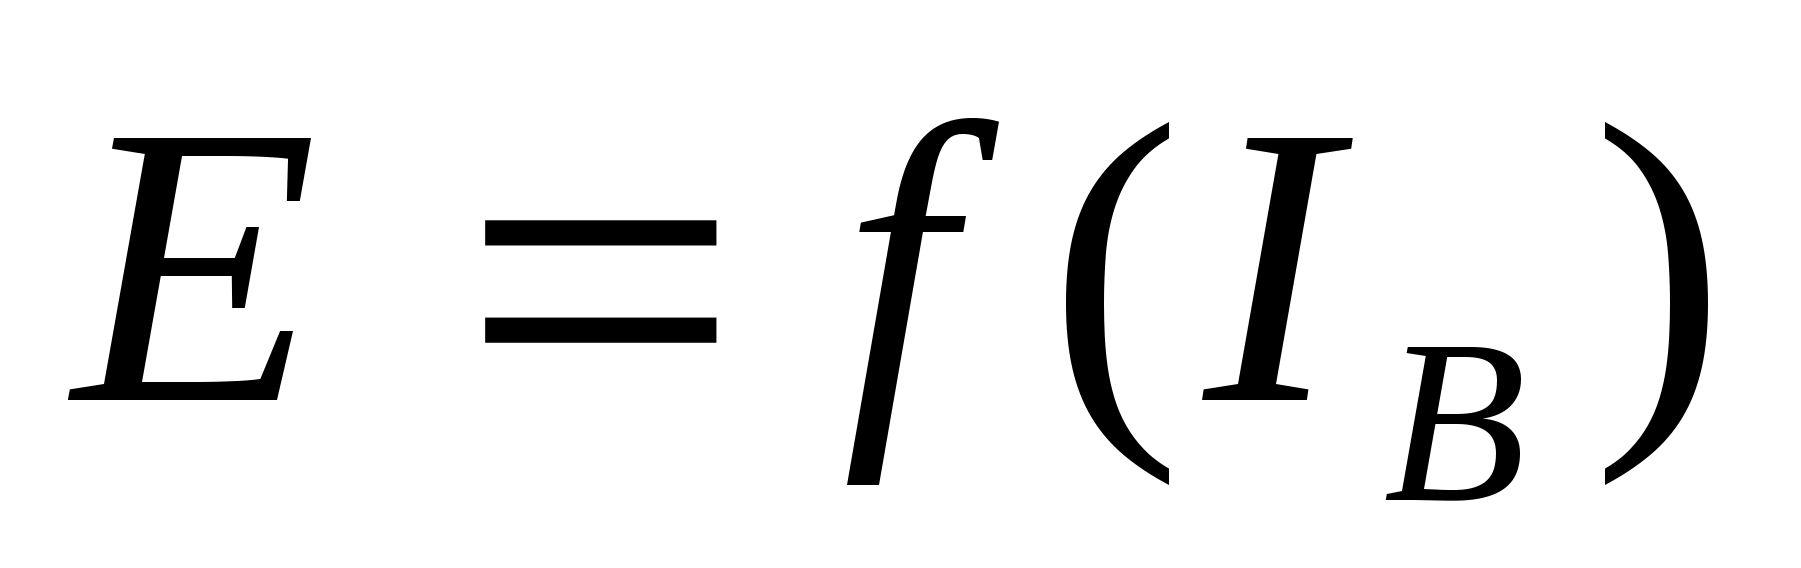 E = f(I_B)